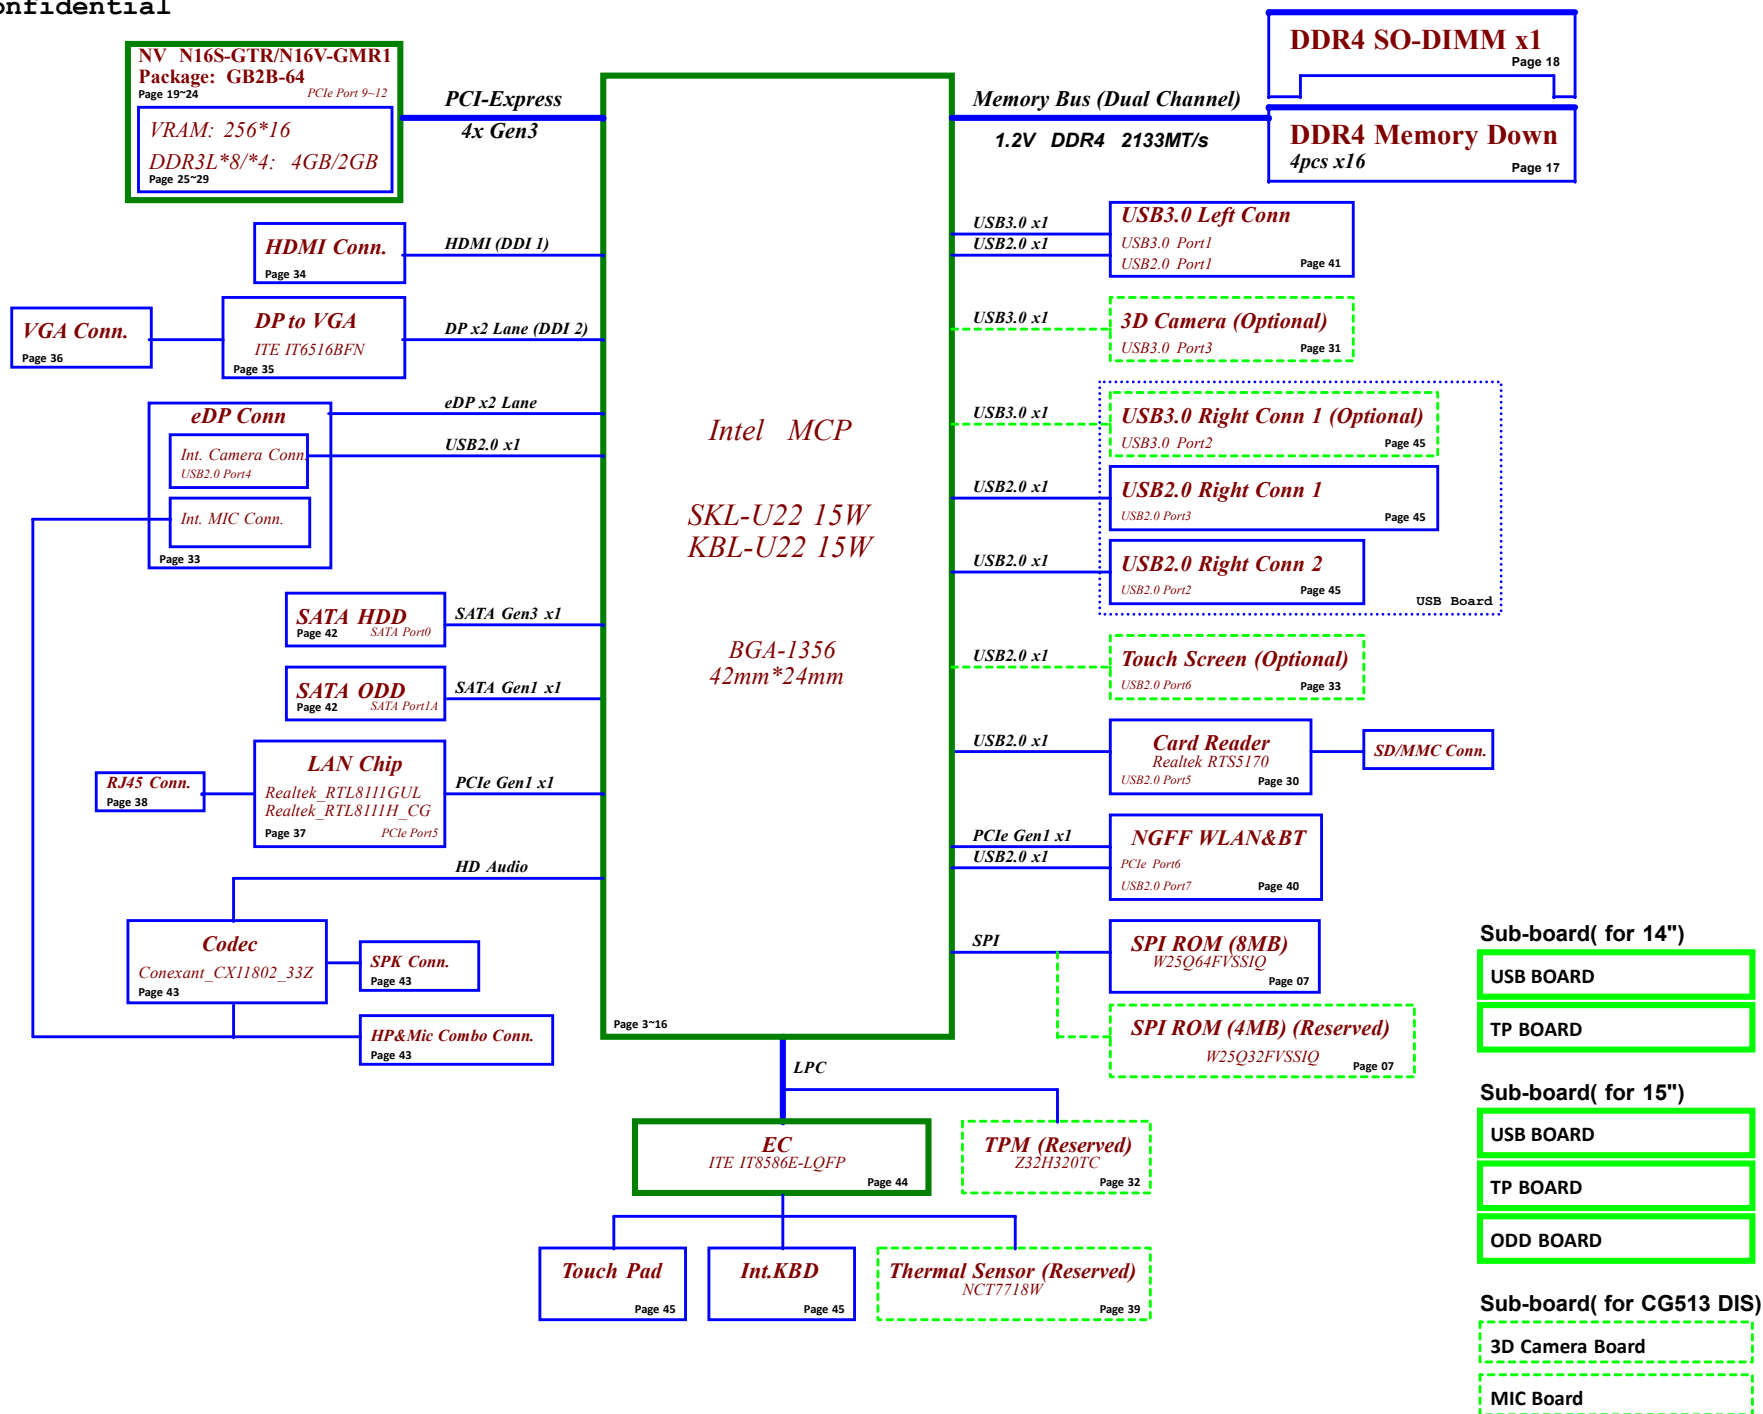 onfidential
NV N16S-GTR/N16V-GMR1
Package: GB2B-64
Page 19~24
PCIe Port 9~12
VRAM: 256*16
DDR3L*8/*4: 4GB/2GB
Page 25~29
PCI-Express
4x Gen3
HDMI Conn.
Page 34
HDMI (DDI 1)
VGA Conn.
Page 36
DP to VGA
ITE IT6516BFN
Page 35
DP x2 Lane (DDI 2)
eDP Conn
Int. Camera Conn.
USB2.0 Port4
Int. MIC Conn.
Page 33
eDP x2 Lane
USB2.0 x1
SATA HDD
Page 42
SATA Port0
SATA Gen3 x1
SATA ODD
Page 42
SATA Port1A
SATA Gen1 x1
RJ45 Conn.
Page 38
LAN Chip
Realtek_RTL8111GUL
Realtek_RTL8111H_CG
Page 37
PCIe Port5
PCIe Gen1 x1
HD Audio
Codec
Conexant_CX11802_33Z
Page 43
SPK Conn.
Page 43
HP&Mic Combo Conn.
Page 43
Intel MCP
SKL-U22 15W
KBL-U22 15W
BGA-1356
42mm*24mm
Page 3~16
Memory Bus (Dual Channel)
1.2V DDR4 2133MT/s
DDR4 SO-DIMM x1
Page 18
DDR4 Memory Down
4pcs x16
Page 17
USB3.0 x1
USB2.0 x1
USB3.0 Left Conn
USB3.0 Port1
USB2.0 Port1
Page 41
USB3.0 x1
3D Camera (Optional)
USB3.0 Port3
Page 31
USB3.0 x1
USB3.0 Right Conn 1 (Optional)
USB3.0 Port2
Page 45
USB2.0 x1
USB2.0 Right Conn 1
USB2.0 Port3
Page 45
USB2.0 x1
USB2.0 Right Conn 2
USB2.0 Port2
Page 45
USB Board
USB2.0 x1
Touch Screen (Optional)
USB2.0 Port6
Page 33
USB2.0 x1
Card Reader
Realtek RTS5170
USB2.0 Port5
Page 30
SD/MMC Conn.
PCIe Gen1 x1
USB2.0 x1
NGFF WLAN&BT
PCIe Port6
USB2.0 Port7
Page 40
SPI
SPI ROM (8MB)
W25Q64FVSSIQ
Page 07
SPI ROM (4MB) (Reserved)
W25Q32FVSSIQ
Page 07
LPC
EC
ITE IT8586E-LQFP
Page 44
TPM (Reserved)
Z32H320TC
Page 32
Touch Pad
Page 45
Int.KBD
Page 45
Thermal Sensor (Reserved)
NCT7718W
Page 39
Sub-board( for 14")
USB BOARD
TP BOARD
Sub-board( for 15")
USB BOARD
TP BOARD
ODD BOARD
Sub-board( for CG513 DIS)
3D Camera Board
MIC Board